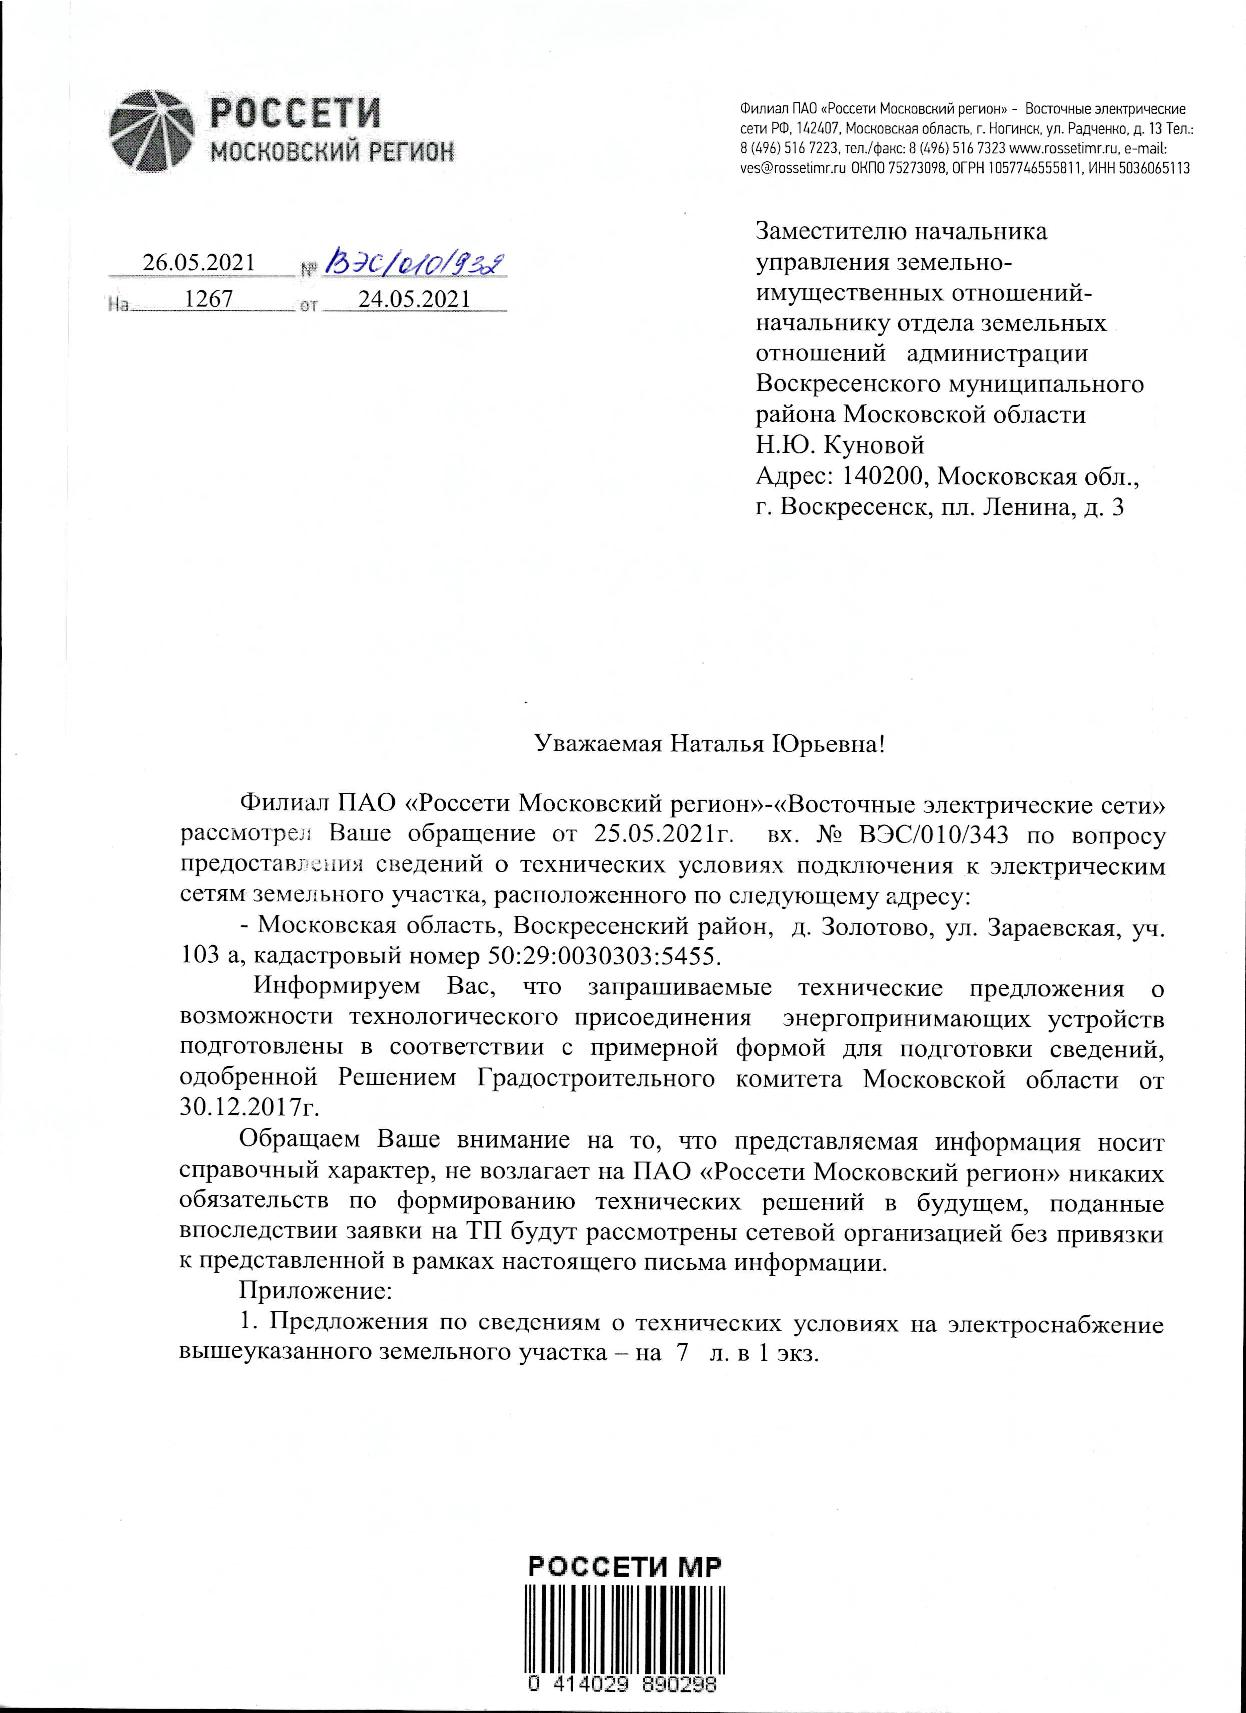 РОССЕТИ
МОСКОВСКИЙ РЕГИОН
Филиал ПАО «Россети Московский регион» - Восточные электрические
сети РФ, 142407, Московская область, г. Ногинск, ул. Радченко, д. 13 Тел.:
8 (496) 516 7223, тел./факс: 8 (496) 516 7323 www.rossetimr.ru, e-mail:
ves@rossetimr.ru ОКПО 75273098, ОГРН 1057746555811, ИНН 5036065113
26.05.2021 № ВЭС/010/932
На 1267 от 24.05.2021
Заместителю начальника
управления земельно-
имущественных отношений-
начальнику отдела земельных
отношений администрации
Воскресенского муниципального
района Московской области
Н.Ю. Куновой
Адрес: 140200, Московская обл.,
г. Воскресенск, пл. Ленина, д. 3
Уважаемая Наталья Юрьевна!
Филиал ПАО «Россети Московский регион»-«Восточные электрические сети»
рассмотрел Ваше обращение от 25.05.2021г. вх. № ВЭС/010/343 по вопросу
предоставления сведений о технических условиях подключения к электрическим
сетям земельного участка, расположенного по следующему адресу:
- Московская область, Воскресенский район, д. Золотово, ул. Зараевская, уч.
103 а, кадастровый номер 50:29:0030303:5455.
Информируем Вас, что запрашиваемые технические предложения о
возможности технологического присоединения энергопринимающих устройств
подготовлены в соответствии с примерной формой для подготовки сведений,
одобренной Решением Градостроительного комитета Московской области от
30.12.2017г.
Обращаем Ваше внимание на то, что представляемая информация носит
справочный характер, не возлагает на ПАО «Россети Московский регион» никаких
обязательств по формированию технических решений в будущем, поданные
впоследствии заявки на ТП будут рассмотрены сетевой организацией без привязки
к представленной в рамках настоящего письма информации.
Приложение:
1. Предложения по сведениям о технических условиях на электроснабжение
вышеуказанного земельного участка – на 7 л. в 1 экз.
РОССЕТИ МР
0 414029 890298